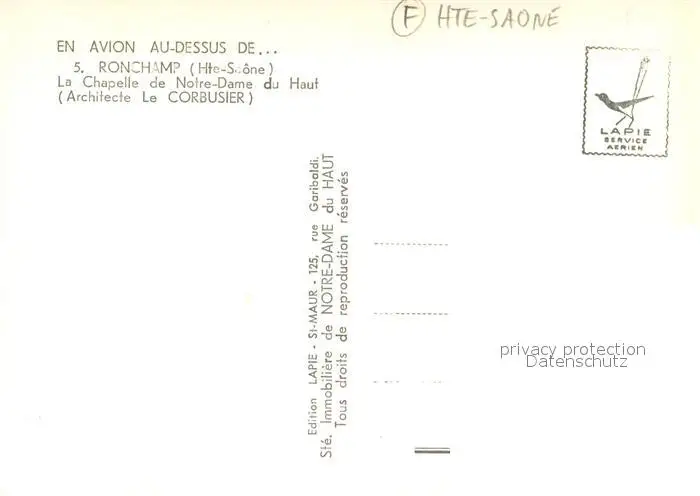 F HTE-SAONÉ
EN AVION AU-DESSUS DE...
5. RONCHAMP (Hte-Saône)
La Chapelle de Notre-Dame du Haut
(Architecte Le CORBUSIER)
LAPIE
SERVICE
AERIEN
Edition LAPIE - St-MAUR - 125, rue Garibaldi.
Sté. Immobilière de NOTRE-DAME du HAUT
Tous droits de reproduction réservés
privacy protection
Datenschutz